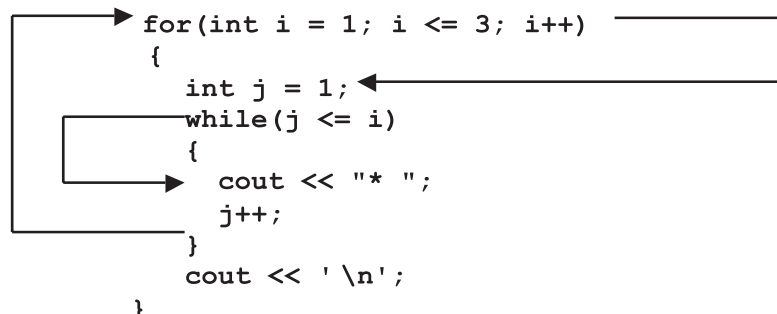 for(int i = 1; i <= 3; i++)
{
int j = 1;
while(j <= i)
{
cout << "* ";
j++;
}
cout << '\n';
}